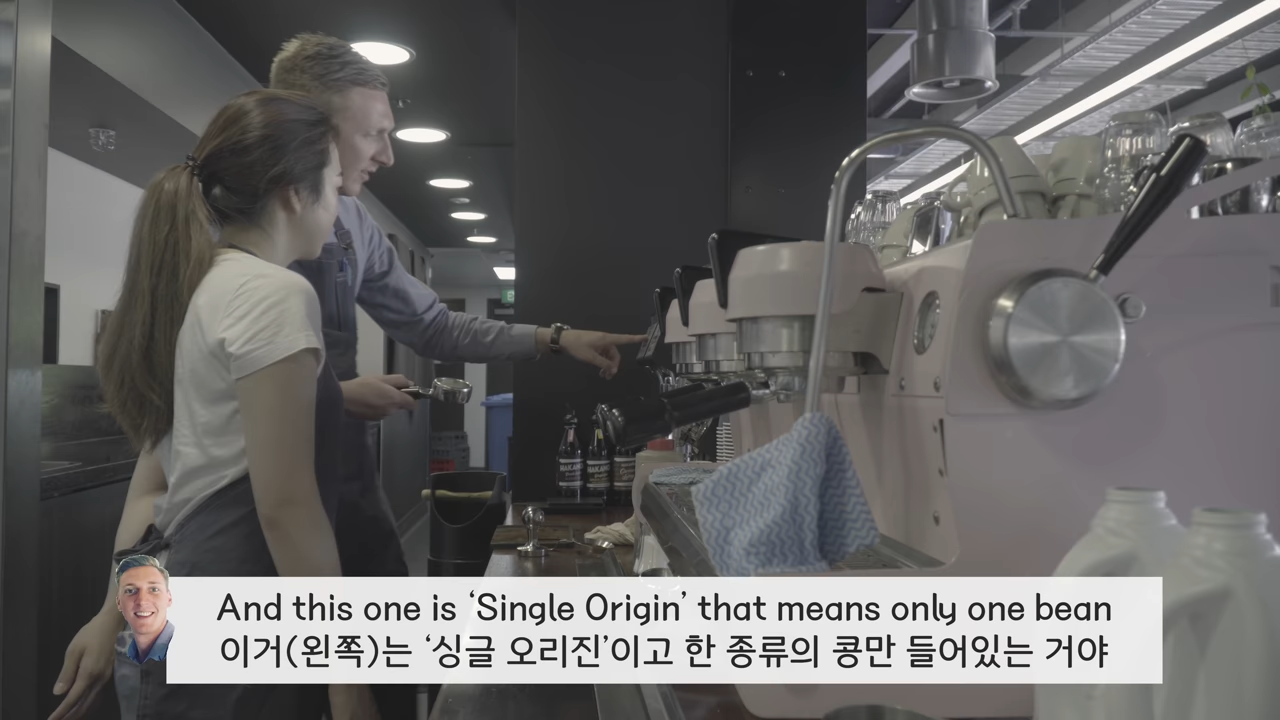 And this one is ‘Single Origin’ that means only one bean
이거(왼쪽)는 ‘싱글 오리진’이고 한 종류의 콩만 들어있는 거야